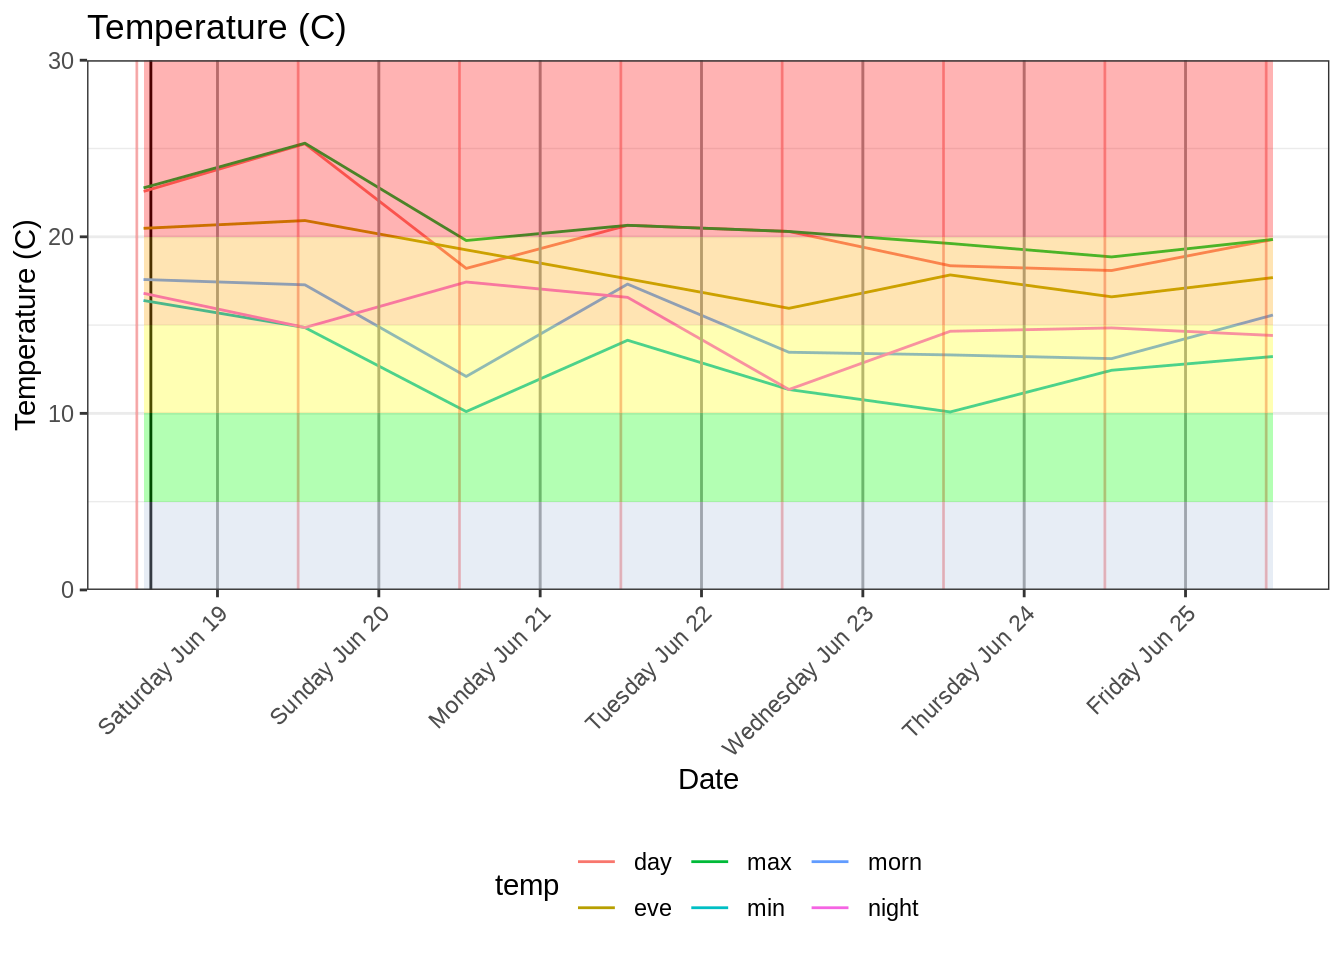 Temperature (C)
30
20
10
0
Temperature (C)
Saturday Jun 19
Sunday Jun 20
Monday Jun 21
Tuesday Jun 22
Wednesday Jun 23
Thursday Jun 24
Friday Jun 25
Date
temp
day
max
morn
eve
min
night